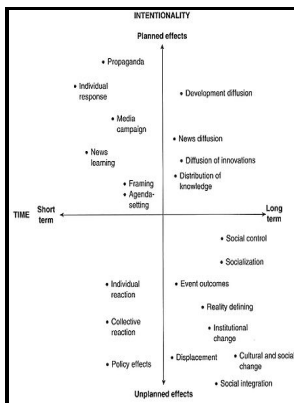 INTENTIONALITY
Planned effects
• Propaganda
• Individual
response
• Development diffusion
• Media
campaign
• News diffusion
• News
learning
• Diffusion of innovations
• Distribution of
knowledge
• Framing
• Agenda-
setting
TIME
Short
term
Long
term
• Social control
• Socialization
• Individual
reaction
• Event outcomes
• Reality defining
• Collective
reaction
• Institutional
change
• Policy effects
• Displacement
• Cultural and social
change
• Social integration
Unplanned effects